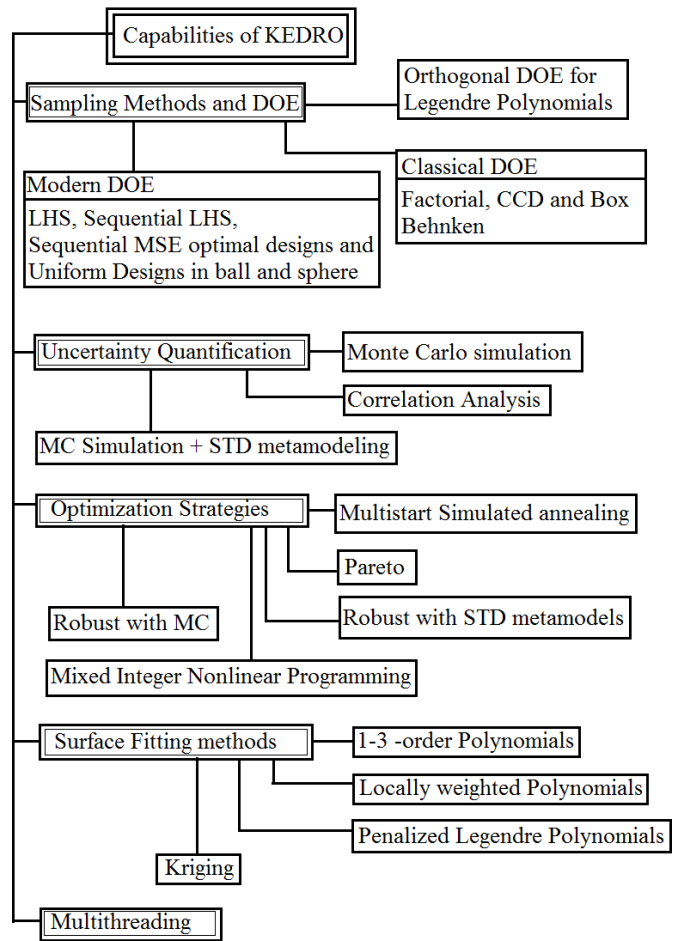 Capabilities of KEDRO
Orthogonal DOE for
Legendre Polynomials
Sampling Methods and DOE
Classical DOE
Factorial, CCD and Box
Behnken
Modern DOE
LHS, Sequential LHS,
Sequential MSE optimal designs and
Uniform Designs in ball and sphere
Uncertainty Quantification
Monte Carlo simulation
Correlation Analysis
MC Simulation + STD metamodeling
Optimization Strategies
Multistart Simulated annealing
Pareto
Robust with STD metamodels
Robust with MC
Mixed Integer Nonlinear Programming
Surface Fitting methods
1-3 -order Polynomials
Locally weighted Polynomials
Penalized Legendre Polynomials
Kriging
Multithreading